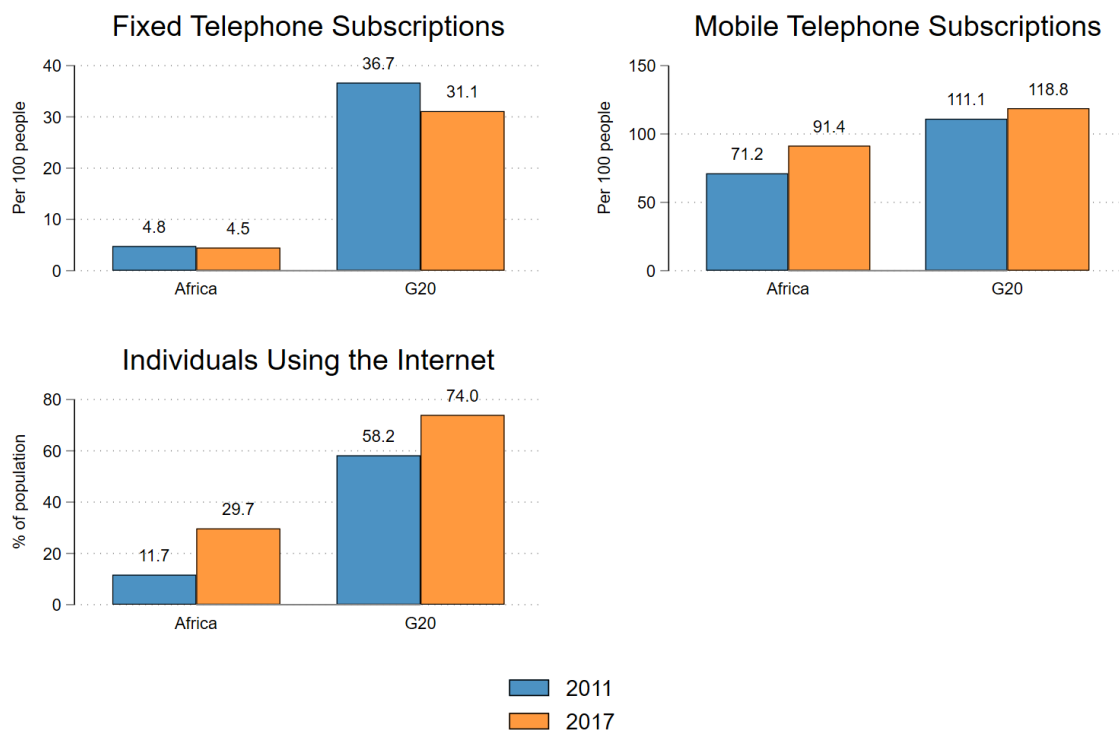 Fixed Telephone Subscriptions
Per 100 people
40
30
20
10
0
36.7
31.1
4.8
4.5
Africa
G20
Mobile Telephone Subscriptions
Per 100 people
150
100
50
0
71.2
91.4
111.1
118.8
Africa
G20
Individuals Using the Internet
% of population
80
60
40
20
0
11.7
29.7
58.2
74.0
Africa
G20
2011
2017